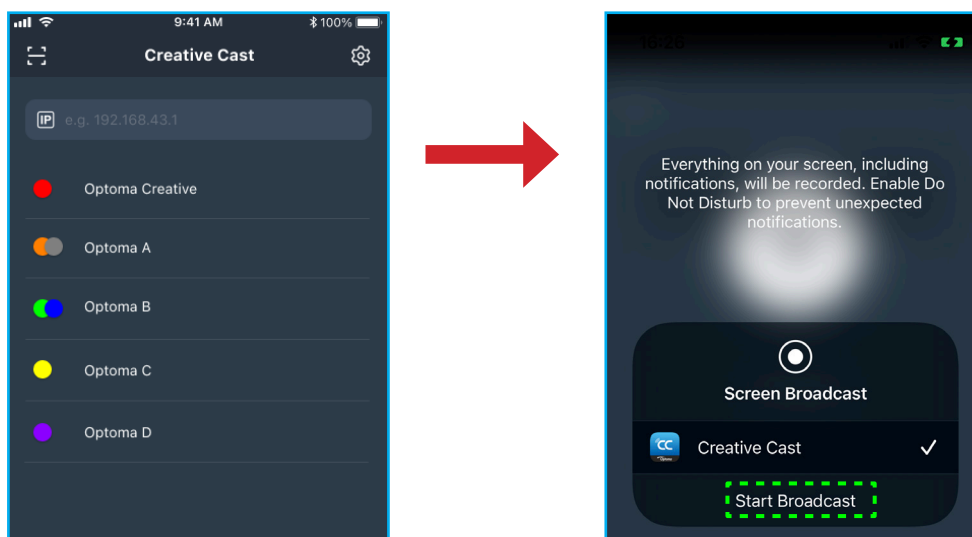 9:41 AM
100%
Creative Cast
IP
e.g. 192.168.43.1
Optoma Creative
Optoma A
Optoma B
Optoma C
Optoma D
16:26
Everything on your screen, including
notifications, will be recorded. Enable Do
Not Disturb to prevent unexpected
notifications.
Screen Broadcast
CC
Creative Cast
Start Broadcast